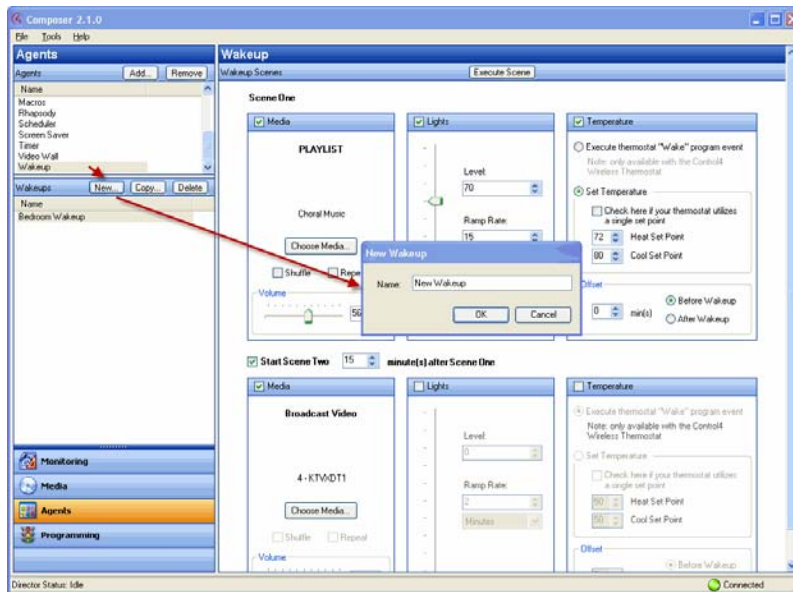 Composer 2.1.0
File Tools Help
Agents
Agents Add... Remove
Name
Macros
Rhapsody
Scheduler
Screen Saver
Timer
Video Wall
Wakeup
Wakeups New... Copy... Delete
Name
Bedroom Wakeup
Monitoring
Media
Agents
Programming
Wakeup
Wakeup Scenes Execute Scene
Scene One
Media
PLAYLIST
Choral Music
Choose Media...
Shuffle Repe
Volume
56
Lights
Level:
70
Ramp Rate:
15
Temperature
Execute thermostat "Wake" program event
Note: only available with the Control4
Wireless Thermostat
Set Temperature
Check here if your thermostat utilizes
a single set point
72 Heat Set Point
80 Cool Set Point
Offset
0 min(s)
Before Wakeup
After Wakeup
New Wakeup
Name: New Wakeup
OK Cancel
Start Scene Two 15 minute(s) after Scene One
Media
Broadcast Video
4 - KTVXDT1
Choose Media...
Shuffle Repeat
Volume
Lights
Level:
0
Ramp Rate:
2
Minutes
Temperature
Execute thermostat "Wake" program event
Note: only available with the Control4
Wireless Thermostat
Set Temperature
Check here if your thermostat utilizes
a single set point
Heat Set Point
Cool Set Point
Offset
Before Wakeup
Director Status: Idle
Connected